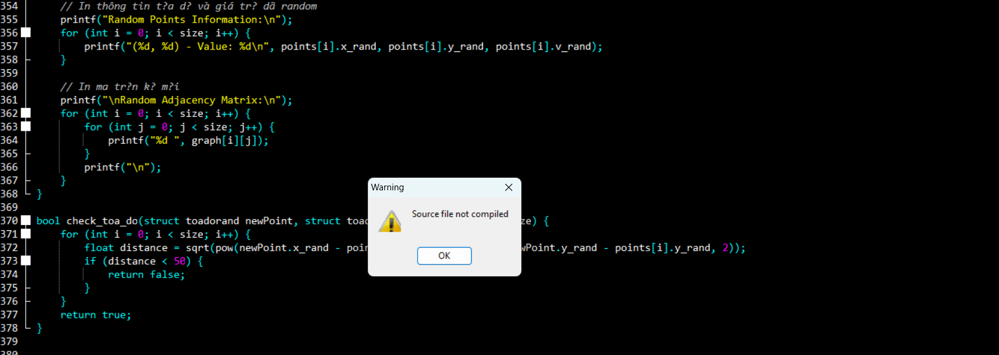 354 // In thông tin t?a d? và giá tr? dã random
355 printf("Random Points Information:\n");
356 for (int i = 0; i < size; i++) {
357 printf("(%d, %d) - Value: %d\n", points[i].x_rand, points[i].y_rand, points[i].v_rand);
358 }
359
360 // In ma tr?n k? m?i
361 printf("\nRandom Adjacency Matrix:\n");
362 for (int i = 0; i < size; i++) {
363 for (int j = 0; j < size; j++) {
364 printf("%d ", graph[i][j]);
365 }
366 printf("\n");
367 }
368 }
369
370 bool check_toa_do(struct toadorand newPoint, struct toad ze) {
371 for (int i = 0; i < size; i++) {
372 float distance = sqrt(pow(newPoint.x_rand - poin wPoint.y_rand - points[i].y_rand, 2));
373 if (distance < 50) {
374 return false;
375 }
376 }
377 return true;
378 }
379
380
Warning
Source file not compiled
OK